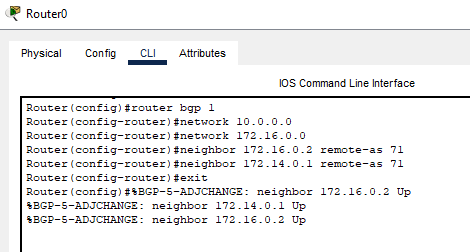 Router0
Physical Config CLI Attributes
IOS Command Line Interface
Router(config)#router bgp 1
Router(config-router)#network 10.0.0.0
Router(config-router)#network 172.16.0.0
Router(config-router)#neighbor 172.16.0.2 remote-as 71
Router(config-router)#neighbor 172.14.0.1 remote-as 71
Router(config-router)#exit
Router(config)#%BGP-5-ADJCHANGE: neighbor 172.16.0.2 Up
%BGP-5-ADJCHANGE: neighbor 172.14.0.1 Up
%BGP-5-ADJCHANGE: neighbor 172.16.0.2 Up